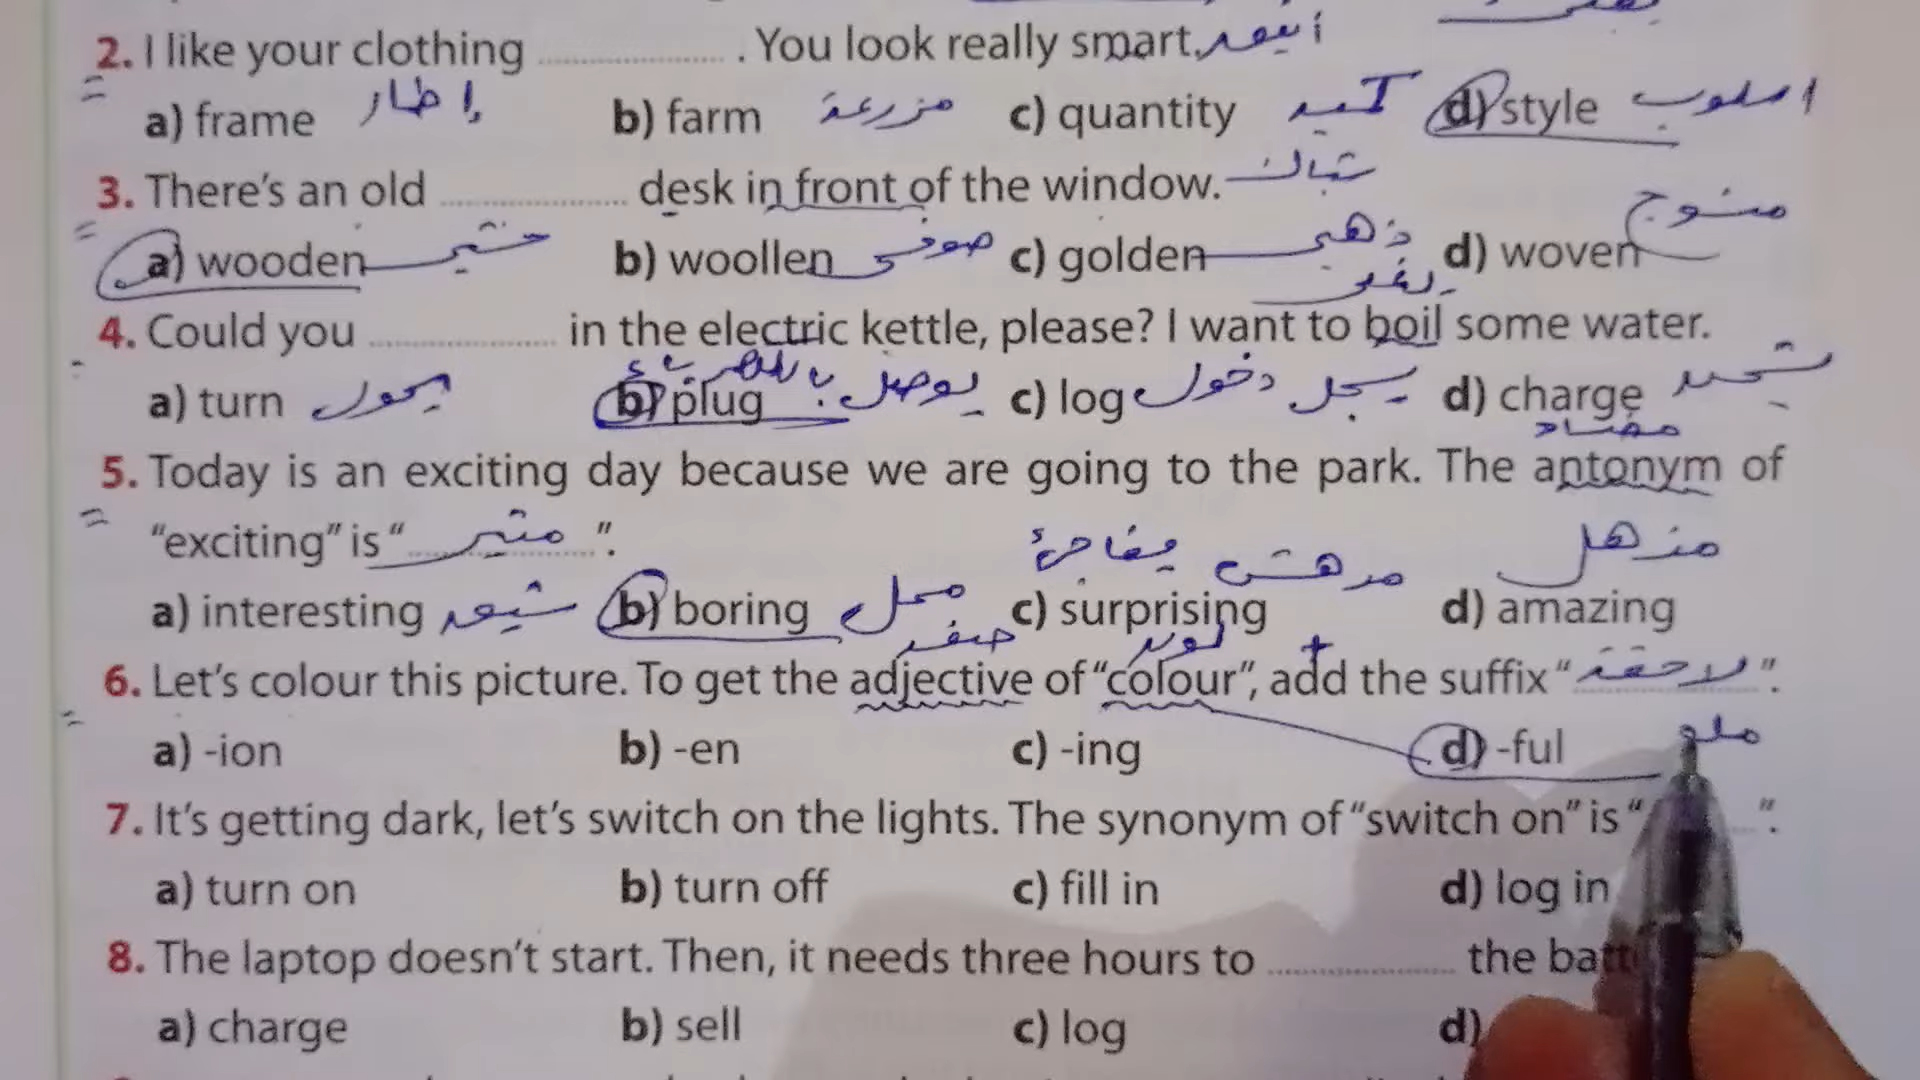 2. I like your clothing .................. . You look really smart. أنيق
a) frame إطار b) farm مزرعة c) quantity كمية d) style اسلوب
3. There's an old .................. desk in front of the window. شباك
a) wooden خشبي b) woollen صوفي c) golden ذهبي d) woven منسوج
يغلي
4. Could you .................. in the electric kettle, please? I want to boil some water.
a) turn يحول b) plug يوصل بالكهرباء c) log يسجل دخول d) charge يشحن
مضاد
5. Today is an exciting day because we are going to the park. The antonym of
"exciting" is "مثير".
a) interesting شيق b) boring ممل c) surprising مدهش يفاجئ d) amazing مذهل
صفة لون +
6. Let's colour this picture. To get the adjective of "colour", add the suffix "لاحقة".
a) -ion b) -en c) -ing d) -ful
7. It's getting dark, let's switch on the lights. The synonym of "switch on" is " ".
a) turn on b) turn off c) fill in d) log in
8. The laptop doesn't start. Then, it needs three hours to .................. the batt
a) charge b) sell c) log d)